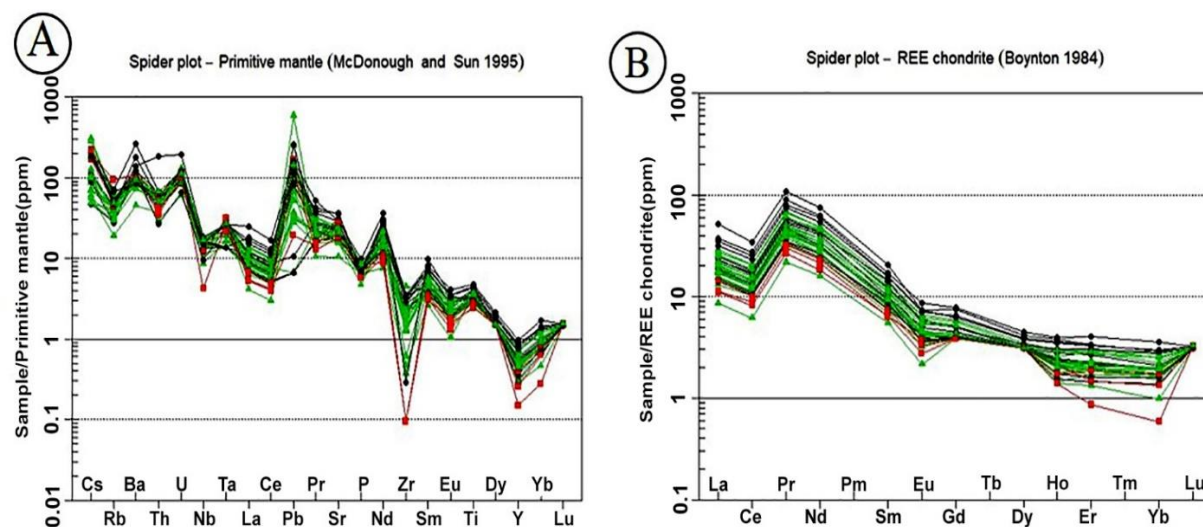 A
Spider plot – Primitive mantle (McDonough and Sun 1995)
Sample/Primitive mantle(ppm)
1000
100
10
1
0.1
0.01
Cs Ba U Ta Ce Pr P Zr Eu Dy Yb
Rb Th Nb La Pb Sr Nd Sm Ti Y Lu
B
Spider plot – REE chondrite (Boynton 1984)
Sample/REE chondrite(ppm)
1000
100
10
1
0.1
La Pr Pm Eu Tb Ho Tm Lu
Ce Nd Sm Gd Dy Er Yb